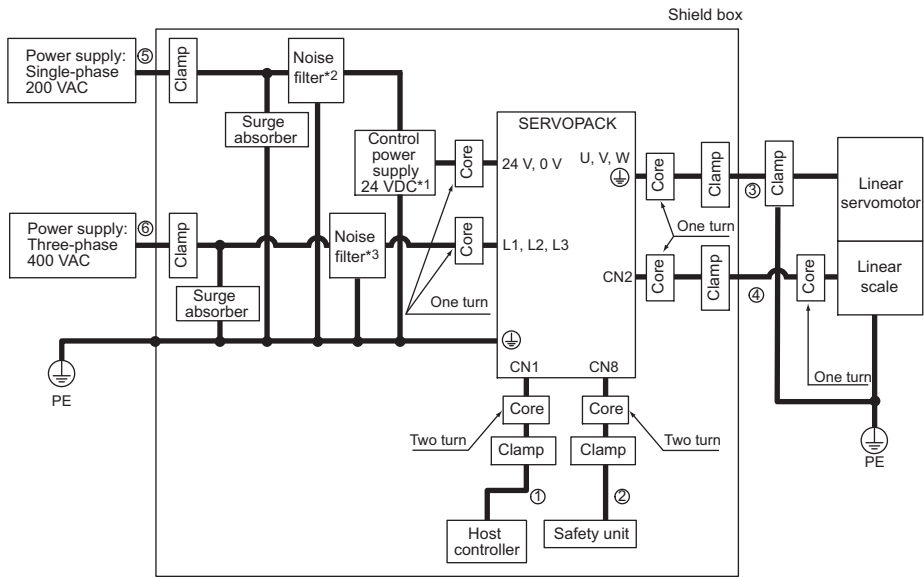 Shield box
Power supply:
Single-phase
200 VAC
⑤
Clamp
Noise
filter*2
Surge
absorber
Control
power
supply
24 VDC*1
Core
SERVOPACK
24 V, 0 V
U, V, W
Core
Clamp
③
Clamp
Linear
servomotor
Power supply:
Three-phase
400 VAC
⑥
Clamp
Noise
filter*3
Core
L1, L2, L3
One turn
One turn
CN2
Core
Clamp
④
Core
Linear
scale
Surge
absorber
One turn
PE
CN1
CN8
Two turn
Core
Core
Two turn
Clamp
Clamp
PE
①
②
Host
controller
Safety unit